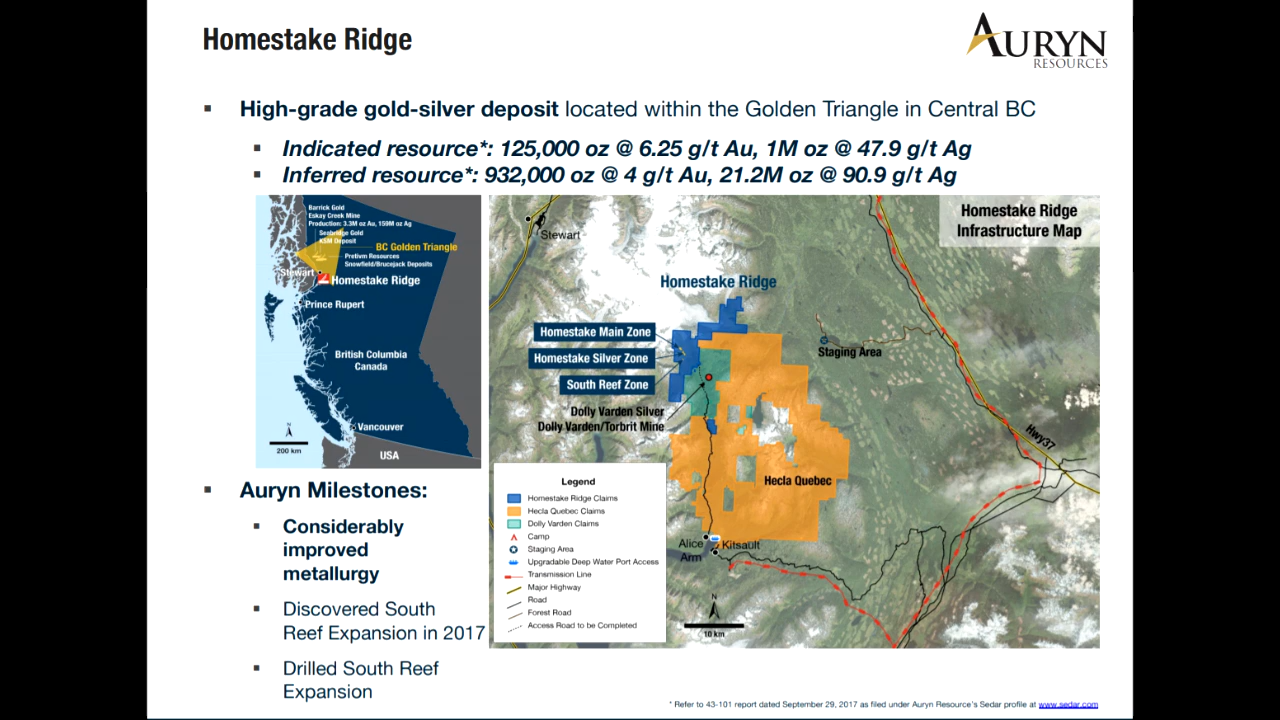 Homestake Ridge
AURYN
RESOURCES
▪ High-grade gold-silver deposit located within the Golden Triangle in Central BC
▪ Indicated resource*: 125,000 oz @ 6.25 g/t Au, 1M oz @ 47.9 g/t Ag
▪ Inferred resource*: 932,000 oz @ 4 g/t Au, 21.2M oz @ 90.9 g/t Ag
Barrick Gold
Eskay Creek Mine
Production: 3.3M oz Au, 159M oz Ag
Seabridge Gold
KSM Deposit
BC Golden Triangle
Pretivm Resources
Snowfield/Brucejack Deposits
Stewart
Homestake Ridge
Prince Rupert
British Columbia
Canada
Vancouver
N
200 km
USA
Homestake Ridge
Infrastructure Map
Stewart
Homestake Ridge
Homestake Main Zone
Homestake Silver Zone
South Reef Zone
Staging Area
Dolly Varden Silver
Dolly Varden/Torbrit Mine
Hwy37
Hecla Quebec
Alice
Arm
Kitsault
N
10 km
Legend
Homestake Ridge Claims
Hecla Quebec Claims
Dolly Varden Claims
Camp
Staging Area
Upgradable Deep Water Port Access
Transmission Line
Major Highway
Road
Forest Road
Access Road to be Completed
▪ Auryn Milestones:
▪ Considerably
improved
metallurgy
▪ Discovered South
Reef Expansion in 2017
▪ Drilled South Reef
Expansion
* Refer to 43-101 report dated September 29, 2017 as filed under Auryn Resource's Sedar profile at www.sedar.com